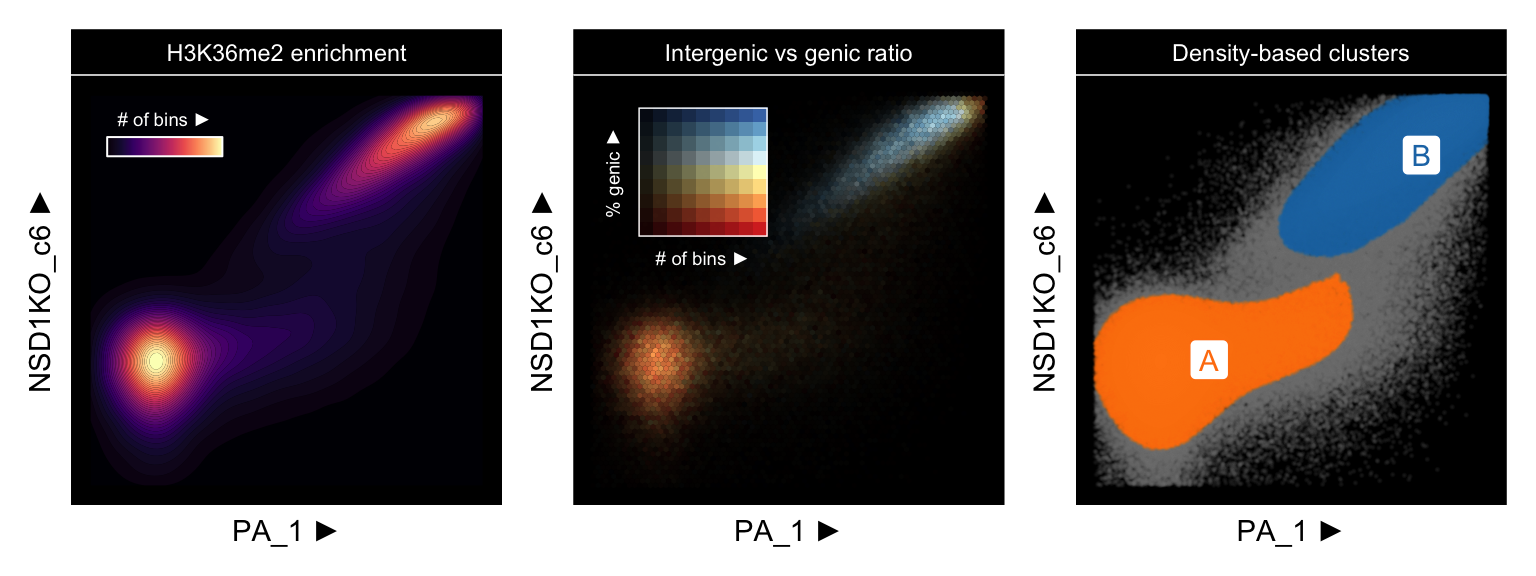 H3K36me2 enrichment
# of bins ►
NSD1KO_c6 ►
PA_1 ►
Intergenic vs genic ratio
% genic ►
# of bins ►
NSD1KO_c6 ►
PA_1 ►
Density-based clusters
B
A
NSD1KO_c6 ►
PA_1 ►